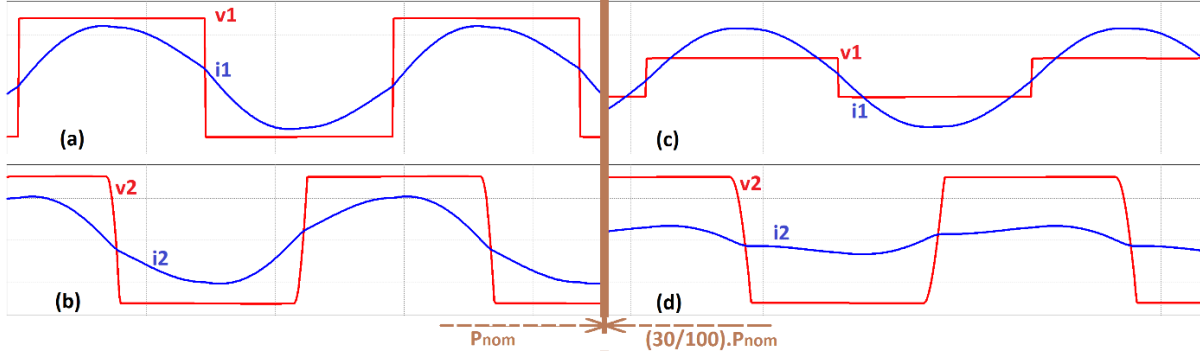 v1
i1
(a)
v1
i1
(c)
v2
i2
(b)
v2
i2
(d)
Pnom
(30/100).Pnom